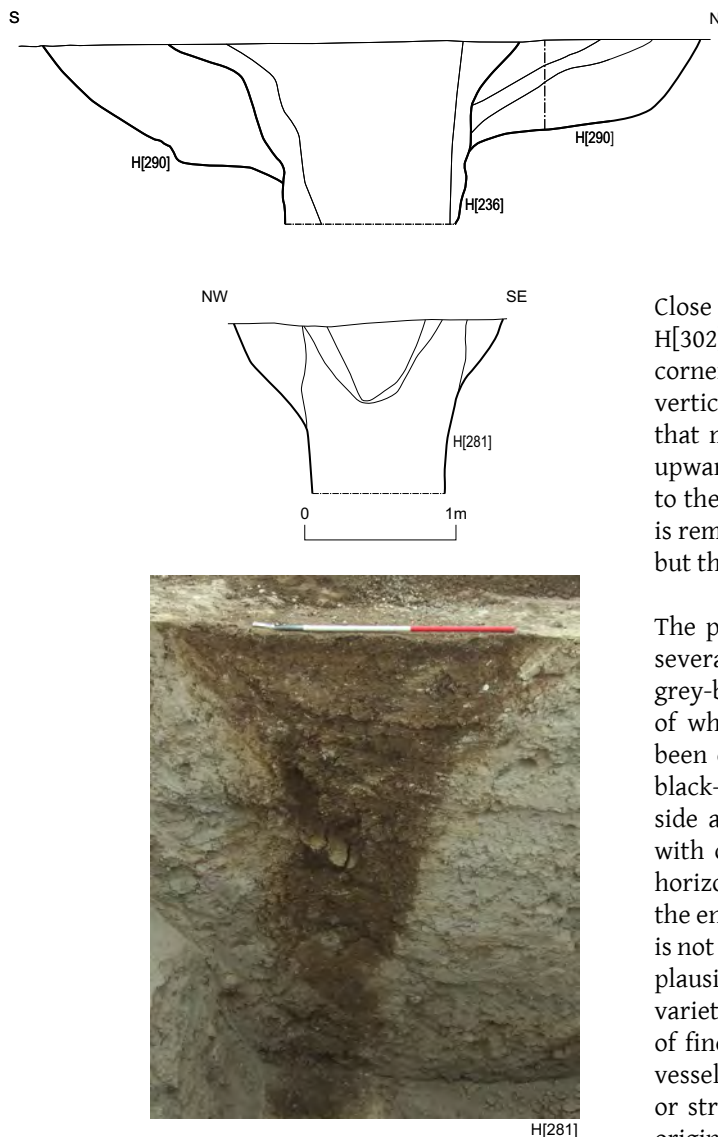 S
N
H[290]
H[290]
H[236]
NW
SE
H[281]
0
1m
H[281]
Close
H[302
corne
vertic
that n
upwar
to the
is rem
but th
The p
severa
grey-b
of wh
been
black-
side a
with
horizo
the en
is not
plausi
variet
of fine
vessel
or str